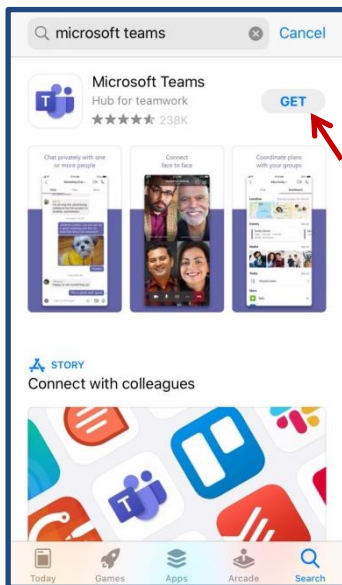 microsoft teams
Cancel
Microsoft Teams
Hub for teamwork
238K
GET
Chat privately with one
or more people
Connect
face to face
Coordinate plans
with your groups
STORY
Connect with colleagues
Today
Games
Apps
Arcade
Search